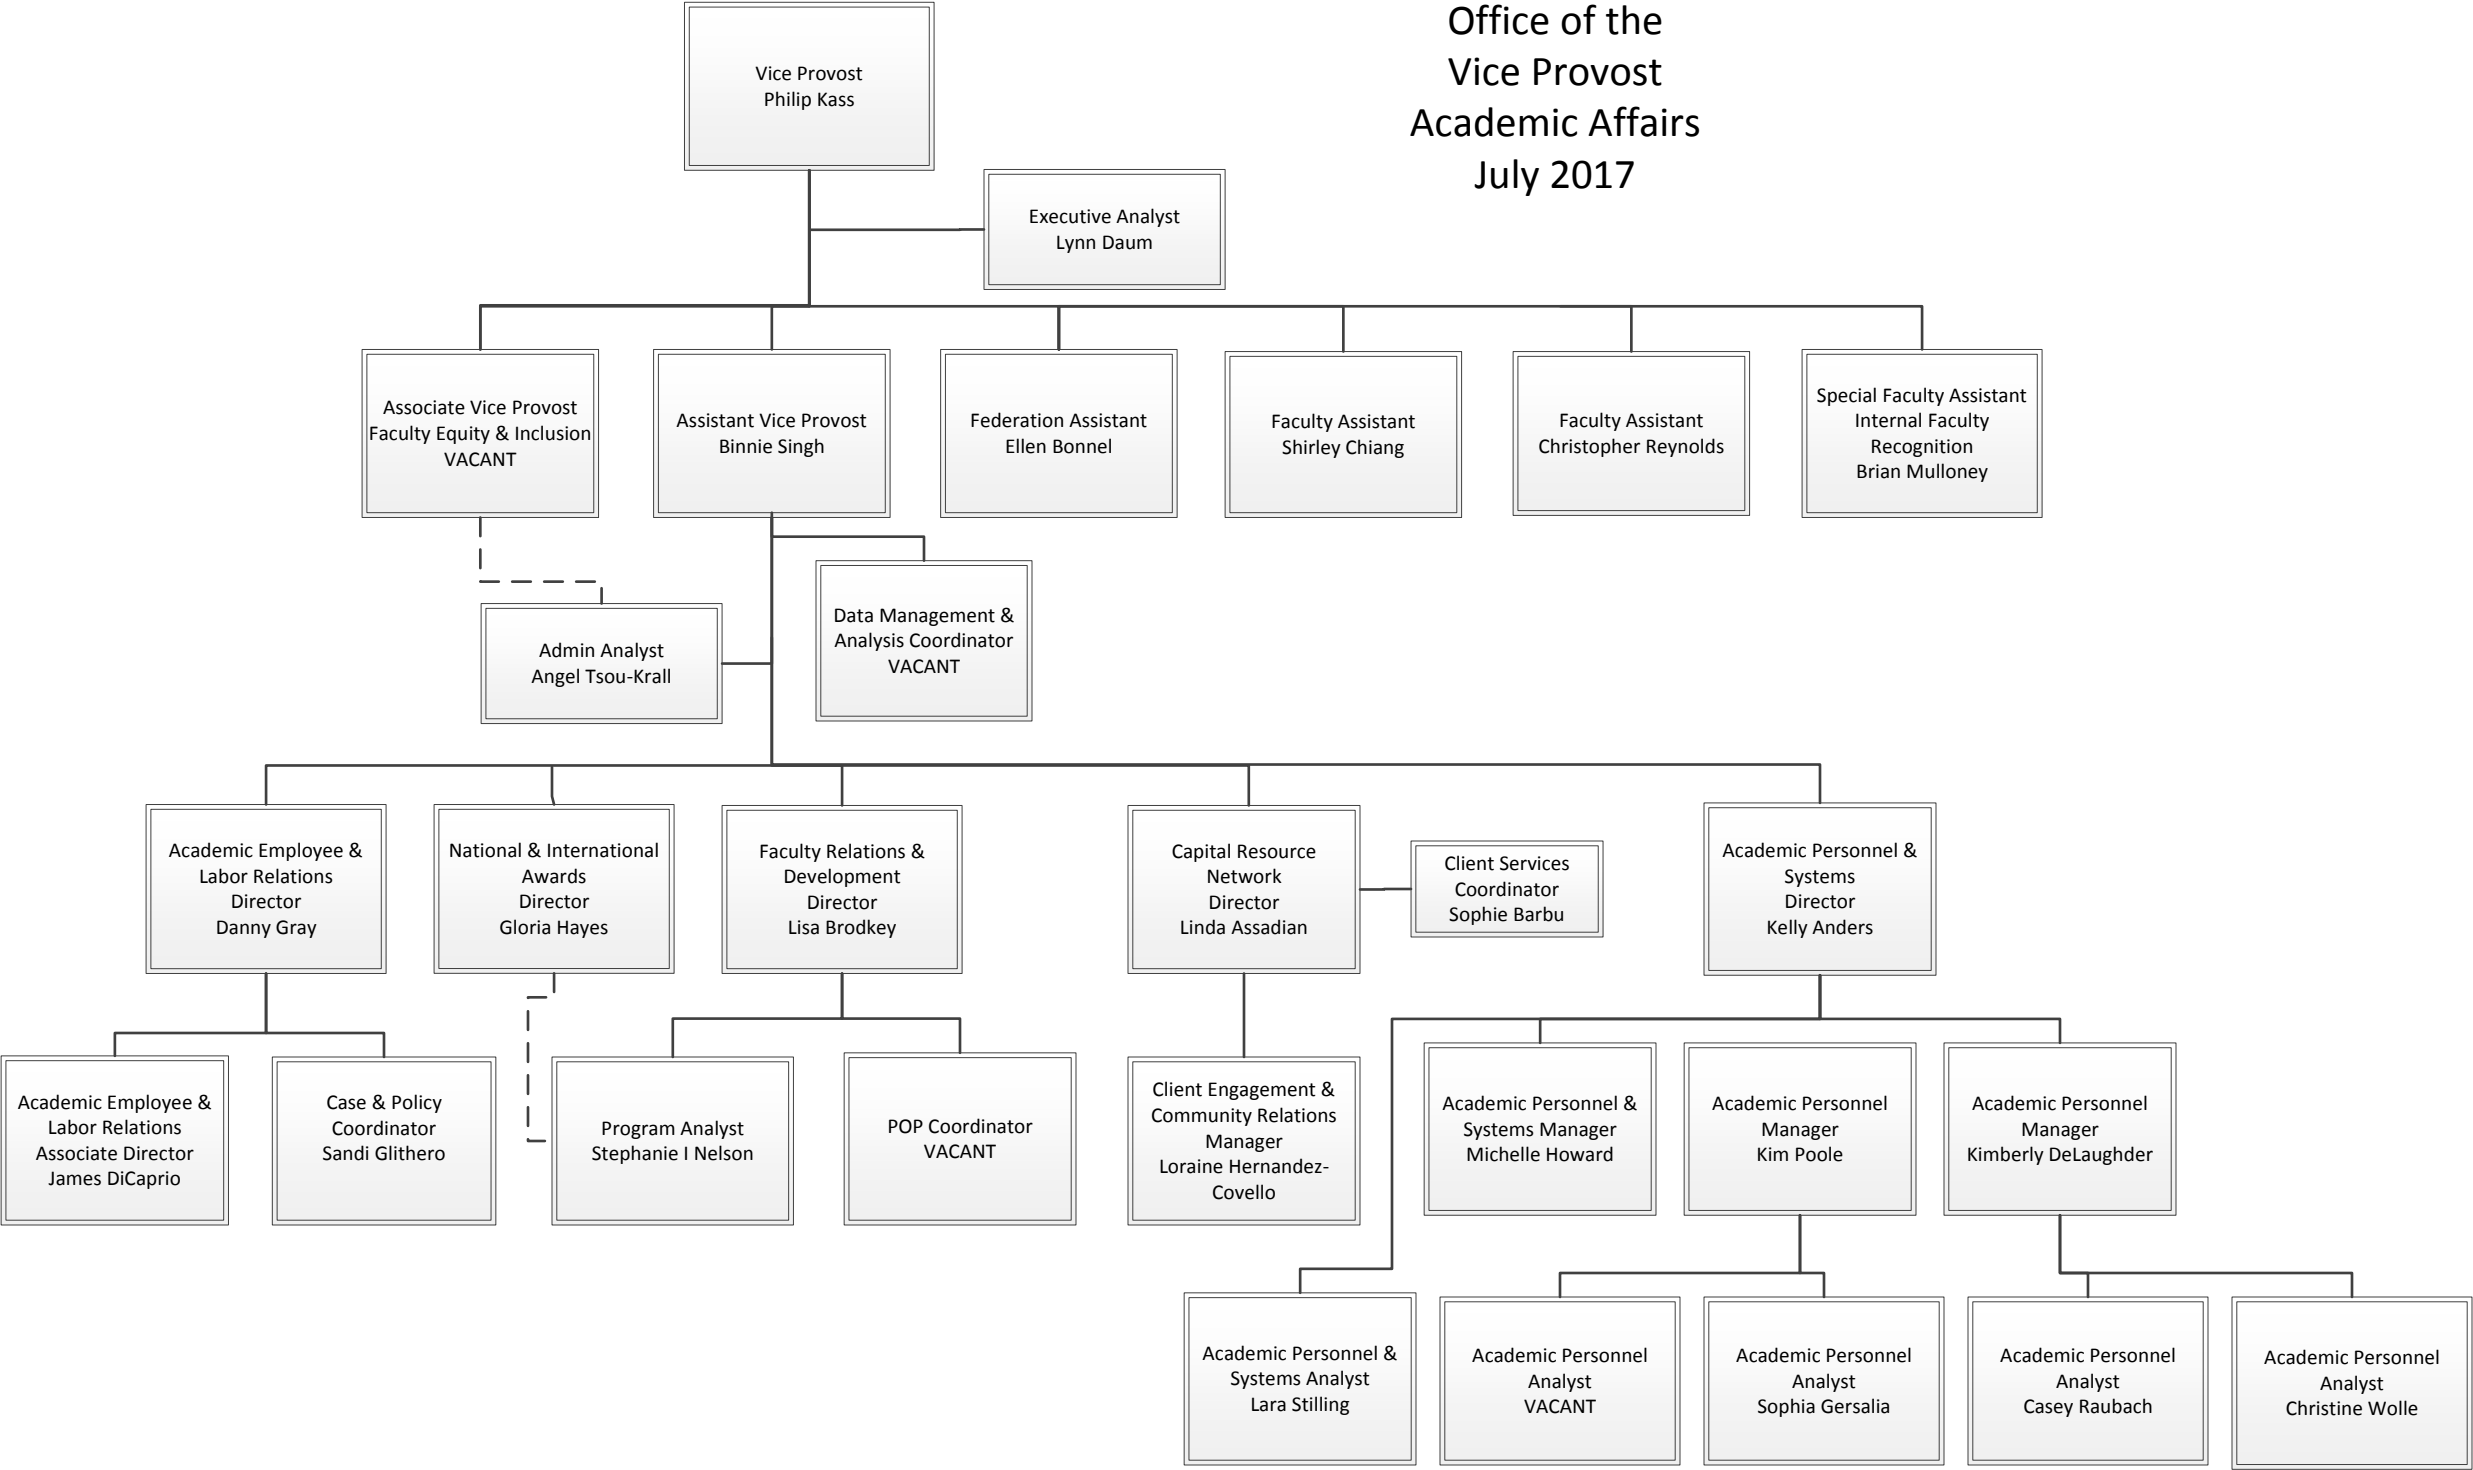 Office of the
Vice Provost
Academic Affairs
July 2017
Vice Provost
Philip Kass
Executive Analyst
Lynn Daum
Associate Vice Provost
Faculty Equity & Inclusion
VACANT
Assistant Vice Provost
Binnie Singh
Federation Assistant
Ellen Bonnel
Faculty Assistant
Shirley Chiang
Faculty Assistant
Christopher Reynolds
Special Faculty Assistant
Internal Faculty
Recognition
Brian Mulloney
Admin Analyst
Angel Tsou-Krall
Data Management &
Analysis Coordinator
VACANT
Academic Employee &
Labor Relations
Director
Danny Gray
National & International
Awards
Director
Gloria Hayes
Faculty Relations &
Development
Director
Lisa Brodkey
Capital Resource
Network
Director
Linda Assadian
Client Services
Coordinator
Sophie Barbu
Academic Personnel &
Systems
Director
Kelly Anders
Academic Employee &
Labor Relations
Associate Director
James DiCaprio
Case & Policy
Coordinator
Sandi Glithero
Program Analyst
Stephanie I Nelson
POP Coordinator
VACANT
Client Engagement &
Community Relations
Manager
Loraine Hernandez-
Covello
Academic Personnel &
Systems Manager
Michelle Howard
Academic Personnel
Manager
Kim Poole
Academic Personnel
Manager
Kimberly DeLaughder
Academic Personnel &
Systems Analyst
Lara Stilling
Academic Personnel
Analyst
VACANT
Academic Personnel
Analyst
Sophia Gersalia
Academic Personnel
Analyst
Casey Raubach
Academic Personnel
Analyst
Christine Wolle